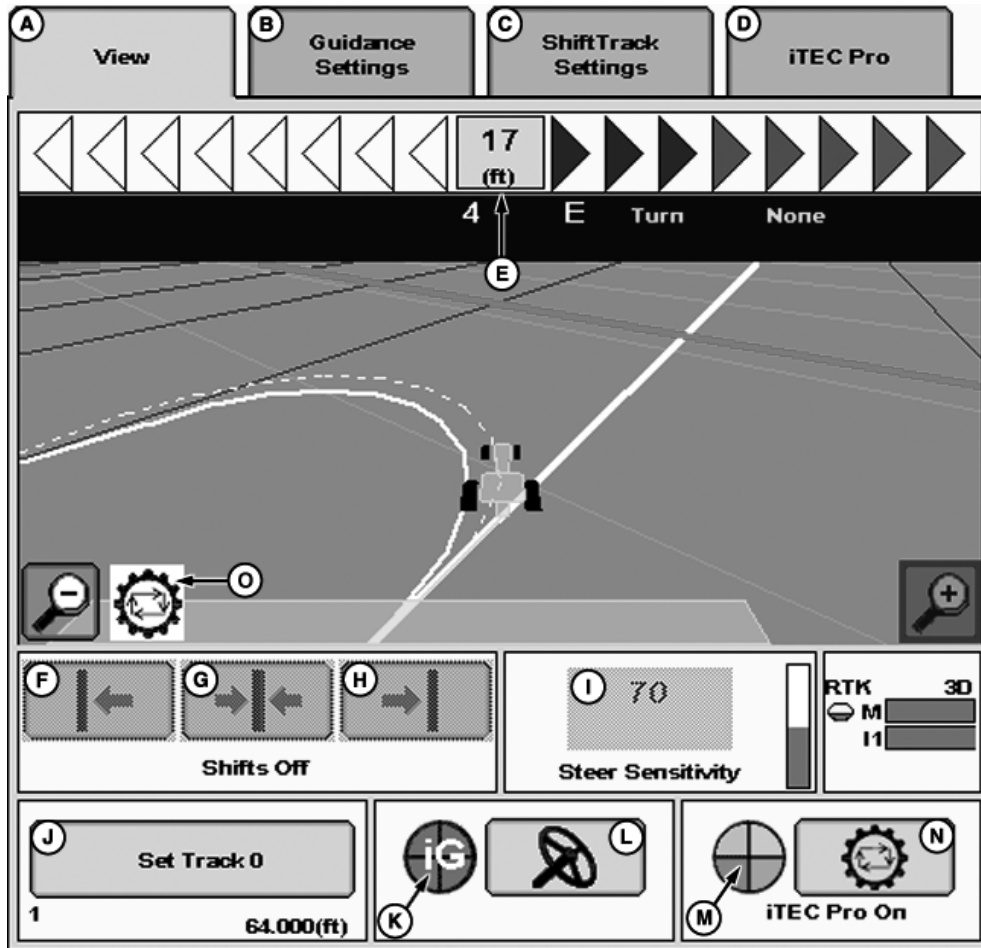 A
View
B
Guidance
Settings
C
ShiftTrack
Settings
D
iTEC Pro
17
(ft)
4 E Turn None
E
O
F
G
H
Shifts Off
I
70
Steer Sensitivity
RTK 3D
M
I1
J
Set Track 0
1
64.000(ft)
iG
K
L
M
N
iTEC Pro On